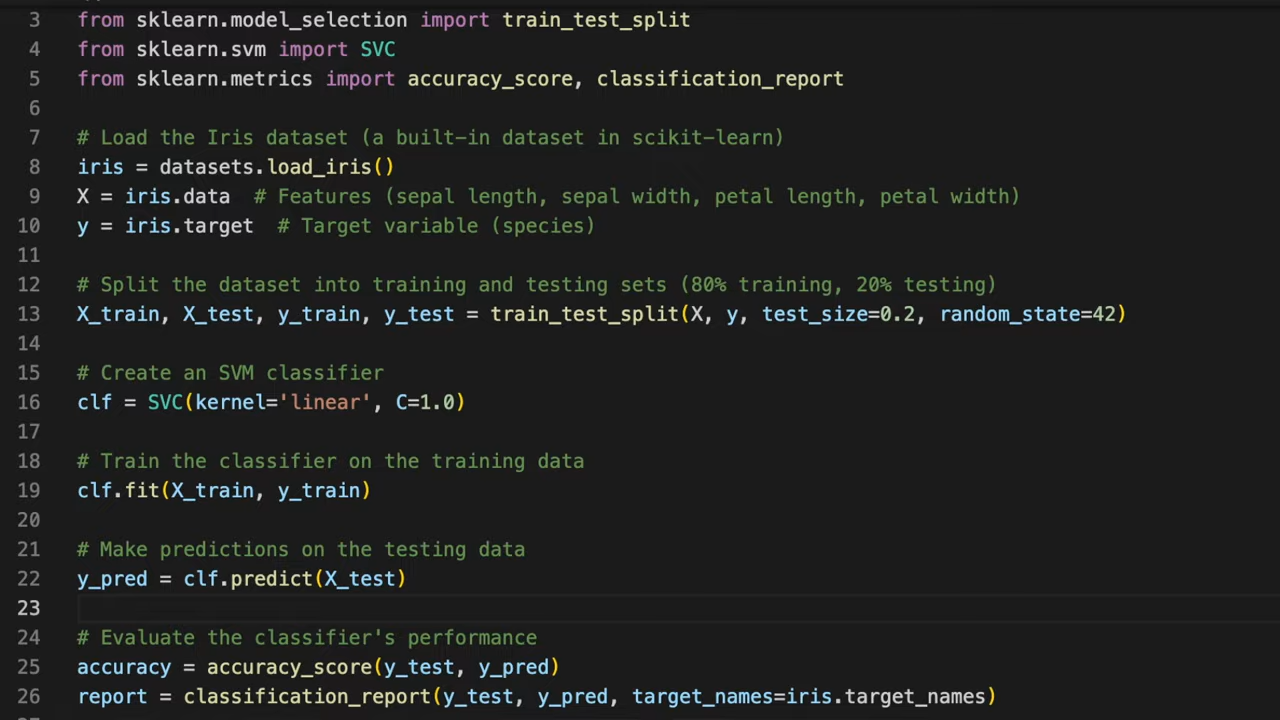 3 from sklearn.model_selection import train_test_split
4 from sklearn.svm import SVC
5 from sklearn.metrics import accuracy_score, classification_report
6
7 # Load the Iris dataset (a built-in dataset in scikit-learn)
8 iris = datasets.load_iris()
9 X = iris.data  # Features (sepal length, sepal width, petal length, petal width)
10 y = iris.target  # Target variable (species)
11
12 # Split the dataset into training and testing sets (80% training, 20% testing)
13 X_train, X_test, y_train, y_test = train_test_split(X, y, test_size=0.2, random_state=42)
14
15 # Create an SVM classifier
16 clf = SVC(kernel='linear', C=1.0)
17
18 # Train the classifier on the training data
19 clf.fit(X_train, y_train)
20
21 # Make predictions on the testing data
22 y_pred = clf.predict(X_test)
23
24 # Evaluate the classifier's performance
25 accuracy = accuracy_score(y_test, y_pred)
26 report = classification_report(y_test, y_pred, target_names=iris.target_names)